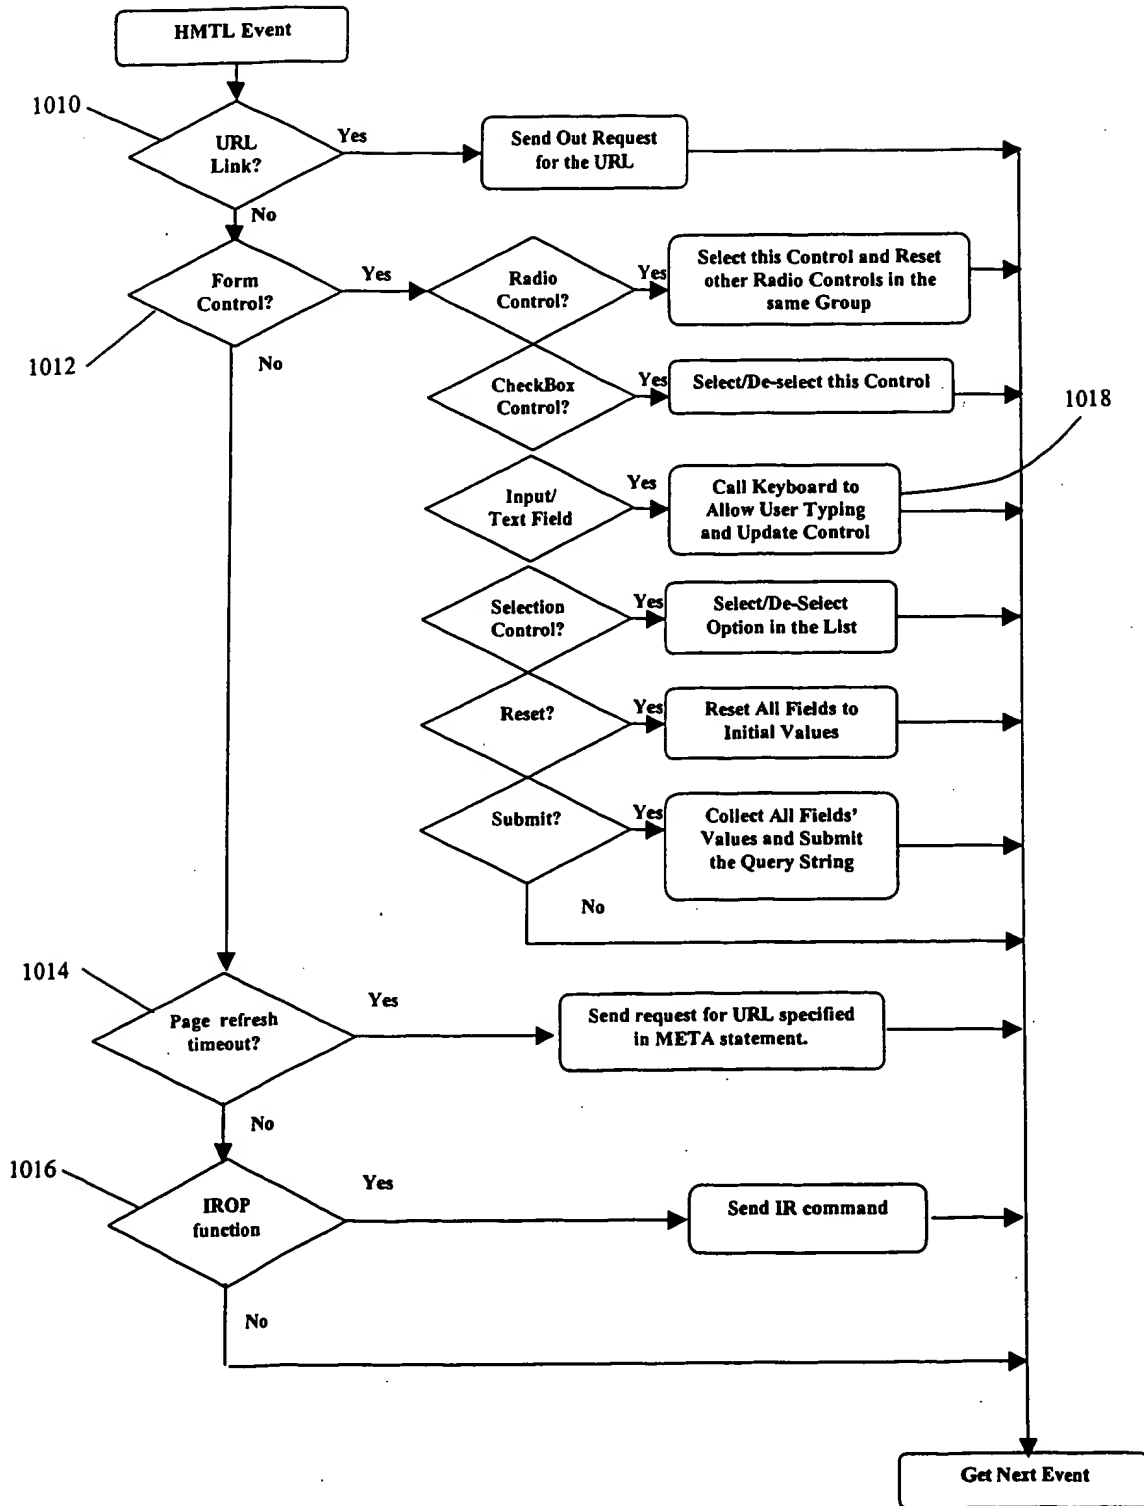 HMTL Event
1010
URL
Link?
Yes
Send Out Request
for the URL
No
Form
Control?
Yes
1012
No
Radio
Control?
Yes
Select this Control and Reset
other Radio Controls in the
same Group
CheckBox
Control?
Yes
Select/De-select this Control
1018
Input/
Text Field
Yes
Call Keyboard to
Allow User Typing
and Update Control
Selection
Control?
Yes
Select/De-Select
Option in the List
Reset?
Yes
Reset All Fields to
Initial Values
Submit?
Yes
Collect All Fields'
Values and Submit
the Query String
No
1014
Page refresh
timeout?
Yes
Send request for URL specified
in META statement.
No
1016
IROP
function
Yes
Send IR command
No
Get Next Event